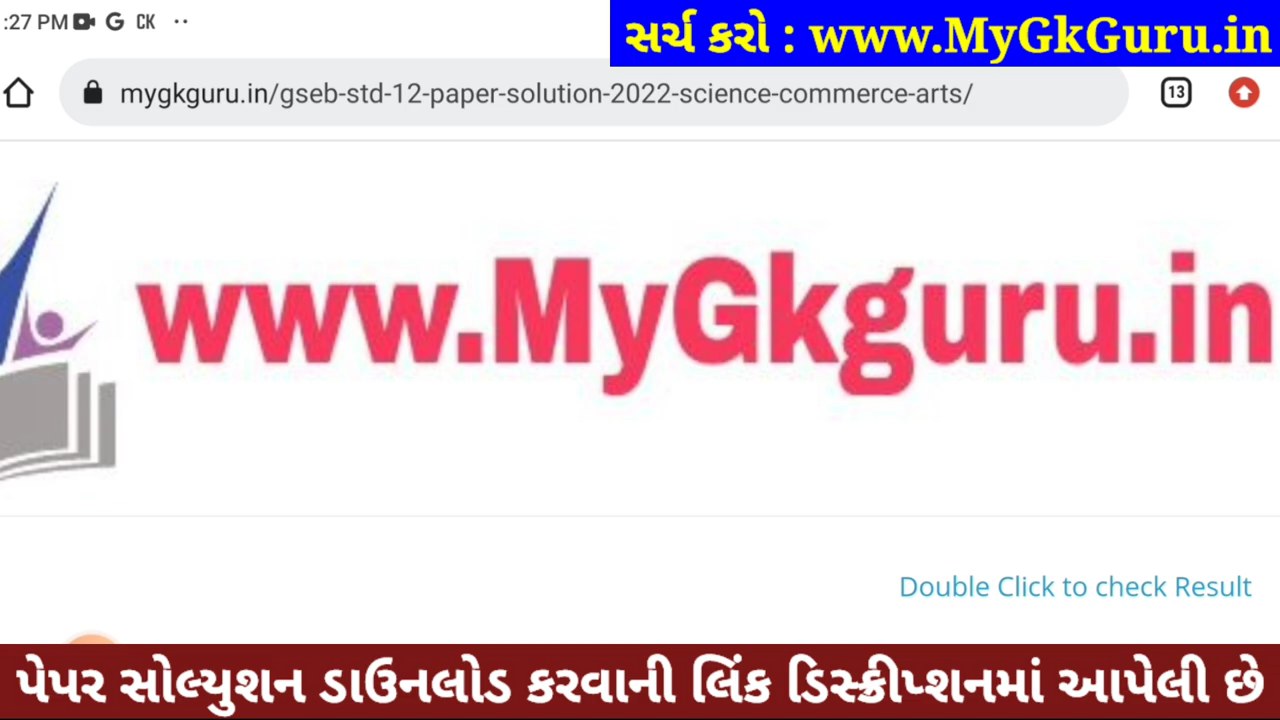 :27 PM G CK ··
સર્ચ કરો : www.MyGkGuru.in
mygkguru.in/gseb-std-12-paper-solution-2022-science-commerce-arts/
13
www.MyGkguru.in
Double Click to check Result
પેપર સોલ્યુશન ડાઉનલોડ કરવાની લિંક ડિસ્ક્રીપ્શનમાં આપેલી છે